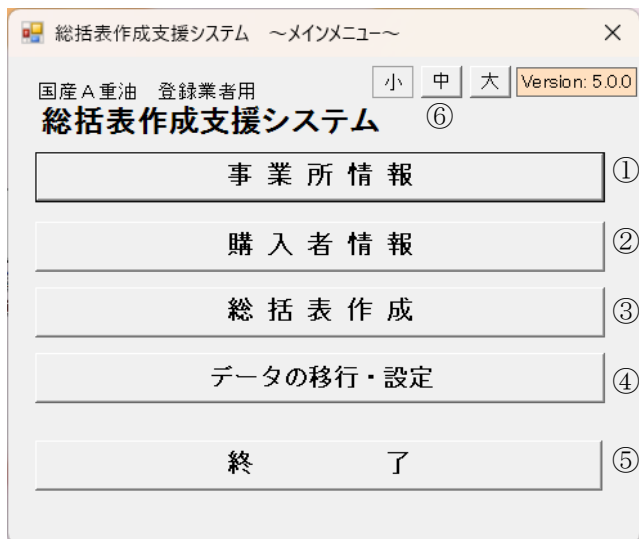 総括表作成支援システム　～メインメニュー～
国産Ａ重油　登録業者用 小 中 大 Version: 5.0.0
総括表作成支援システム ⑥
事 業 所 情 報 ①
購 入 者 情 報 ②
総 括 表 作 成 ③
データの移行・設定 ④
終 了 ⑤